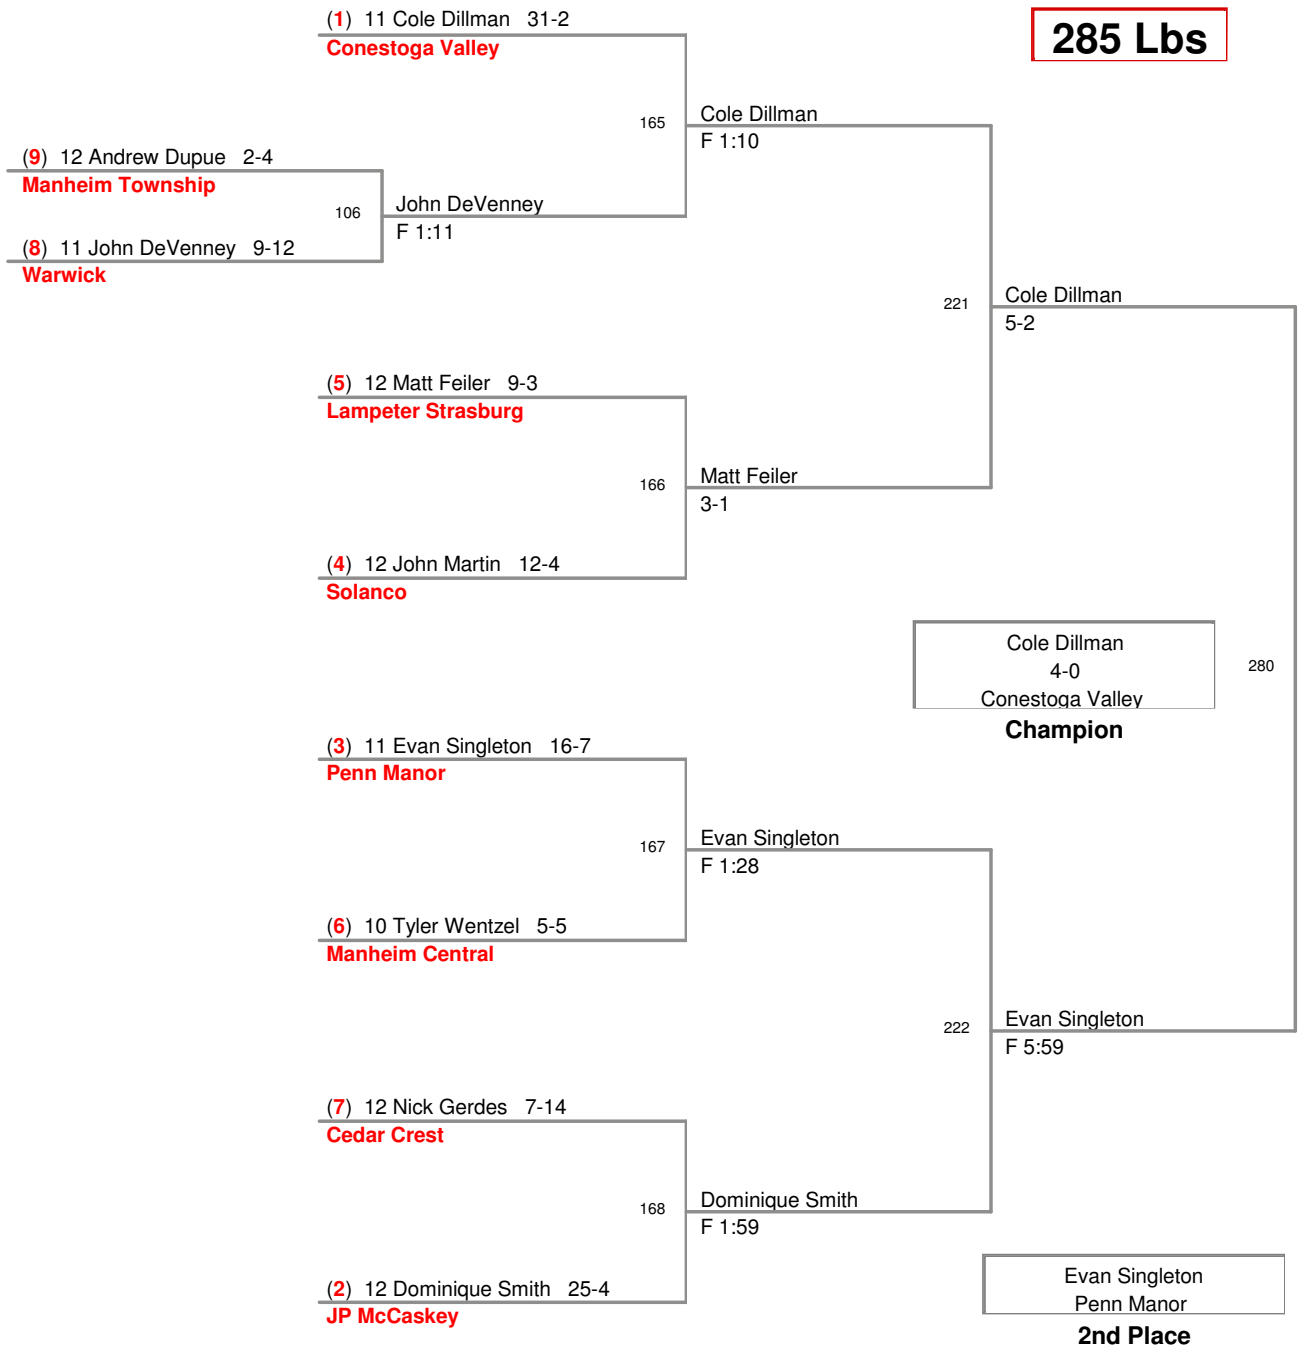 (1) 11 Cole Dillman 31-2
Conestoga Valley
285 Lbs
165
Cole Dillman
F 1:10
(9) 12 Andrew Dupue 2-4
Manheim Township
106
John DeVenney
F 1:11
(8) 11 John DeVenney 9-12
Warwick
221
Cole Dillman
5-2
(5) 12 Matt Feiler 9-3
Lampeter Strasburg
166
Matt Feiler
3-1
(4) 12 John Martin 12-4
Solanco
Cole Dillman
4-0
Conestoga Valley
Champion
280
(3) 11 Evan Singleton 16-7
Penn Manor
167
Evan Singleton
F 1:28
(6) 10 Tyler Wentzel 5-5
Manheim Central
222
Evan Singleton
F 5:59
(7) 12 Nick Gerdes 7-14
Cedar Crest
168
Dominique Smith
F 1:59
(2) 12 Dominique Smith 25-4
JP McCaskey
Evan Singleton
Penn Manor
2nd Place